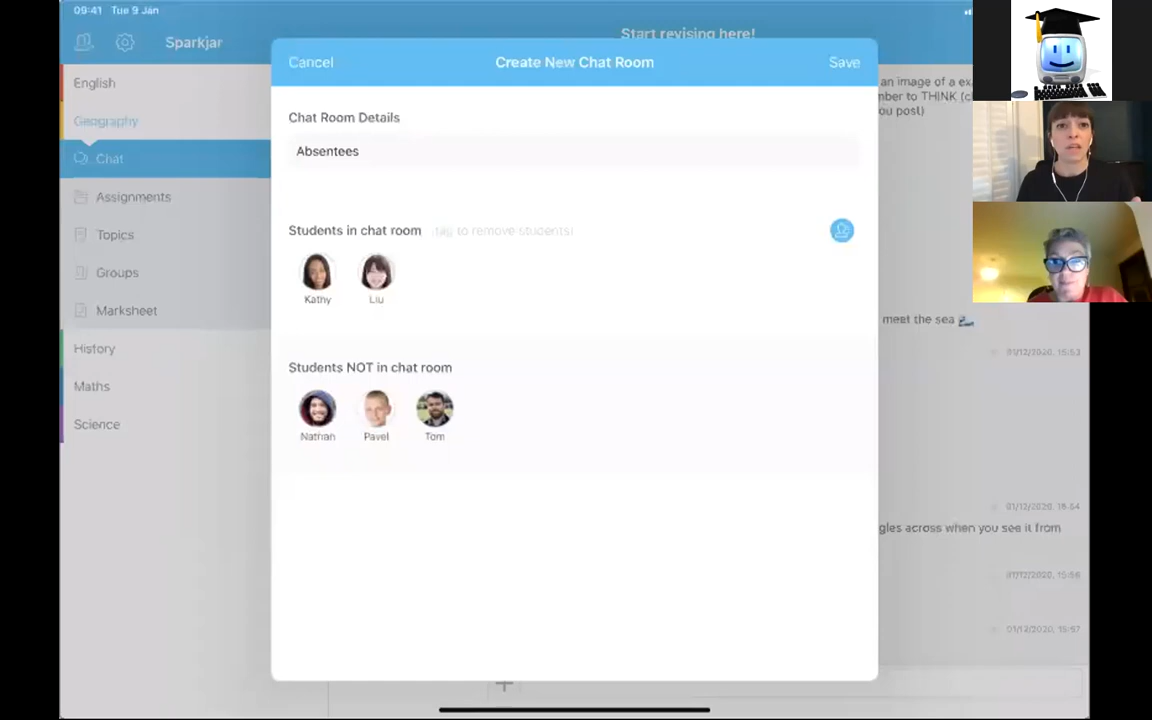 09:41 Tue 9 Jan
Sparkjar
Start revising here!
Cancel
Create New Chat Room
Save
English
Geography
Chat
Assignments
Topics
Groups
Marksheet
History
Maths
Science
Chat Room Details
Absentees
Students in chat room (tag to remove students)
Kathy
Liu
Students NOT in chat room
Nathan
Pavel
Tom
an image of a
mber to THINK
ou post)
meet the sea
01/12/2020, 15:53
01/12/2020, 15:54
gles across when you see it from
01/12/2020, 15:56
01/12/2020, 15:57